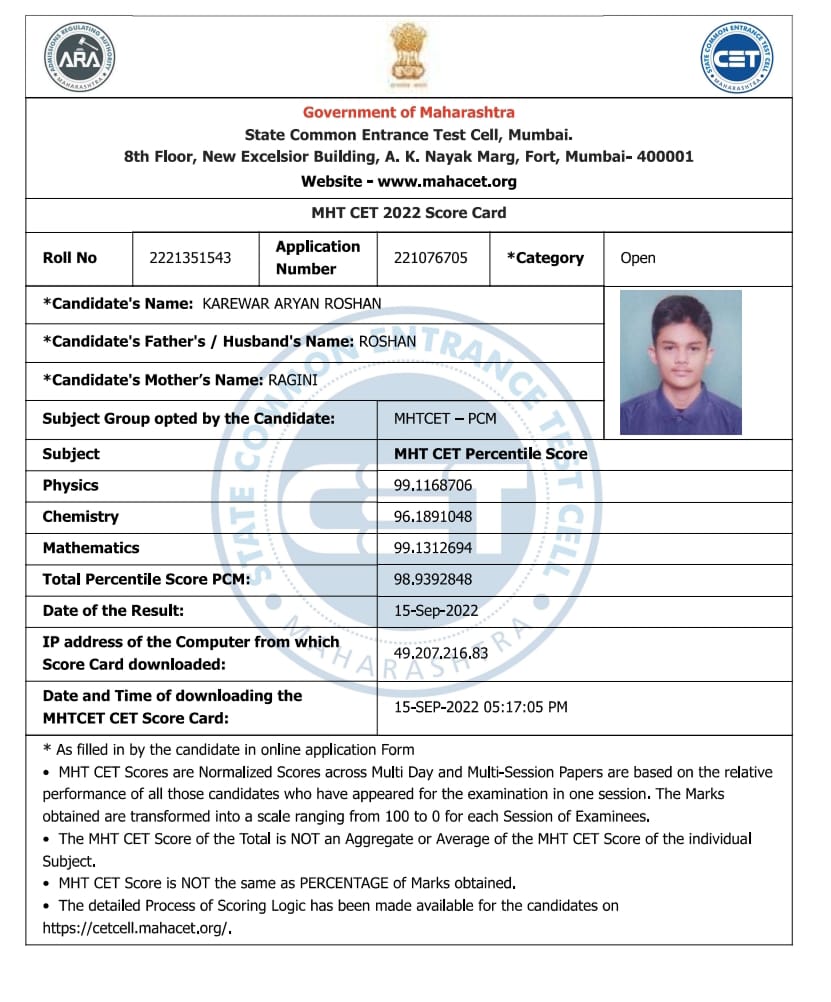 ADMISSIONS REGULATING AUTHORITY
ARA
MAHARASHTRA
STATE COMMON ENTRANCE TEST CELL
CET
MAHARASHTRA
Government of Maharashtra
State Common Entrance Test Cell, Mumbai.
8th Floor, New Excelsior Building, A. K. Nayak Marg, Fort, Mumbai- 400001
Website - www.mahacet.org
MHT CET 2022 Score Card
Roll No 2221351543 Application Number 221076705 *Category Open
*Candidate's Name: KAREWAR ARYAN ROSHAN
*Candidate's Father's / Husband's Name: ROSHAN
*Candidate's Mother’s Name: RAGINI
Subject Group opted by the Candidate: MHTCET – PCM
Subject MHT CET Percentile Score
Physics 99.1168706
Chemistry 96.1891048
Mathematics 99.1312694
Total Percentile Score PCM: 98.9392848
Date of the Result: 15-Sep-2022
IP address of the Computer from which
Score Card downloaded: 49.207.216.83
Date and Time of downloading the
MHTCET CET Score Card: 15-SEP-2022 05:17:05 PM
STATE COMMON ENTRANCE TEST CELL
CET
MAHARASHTRA
* As filled in by the candidate in online application Form
• MHT CET Scores are Normalized Scores across Multi Day and Multi-Session Papers are based on the relative
performance of all those candidates who have appeared for the examination in one session. The Marks
obtained are transformed into a scale ranging from 100 to 0 for each Session of Examinees.
• The MHT CET Score of the Total is NOT an Aggregate or Average of the MHT CET Score of the individual
Subject.
• MHT CET Score is NOT the same as PERCENTAGE of Marks obtained.
• The detailed Process of Scoring Logic has been made available for the candidates on
https://cetcell.mahacet.org/.